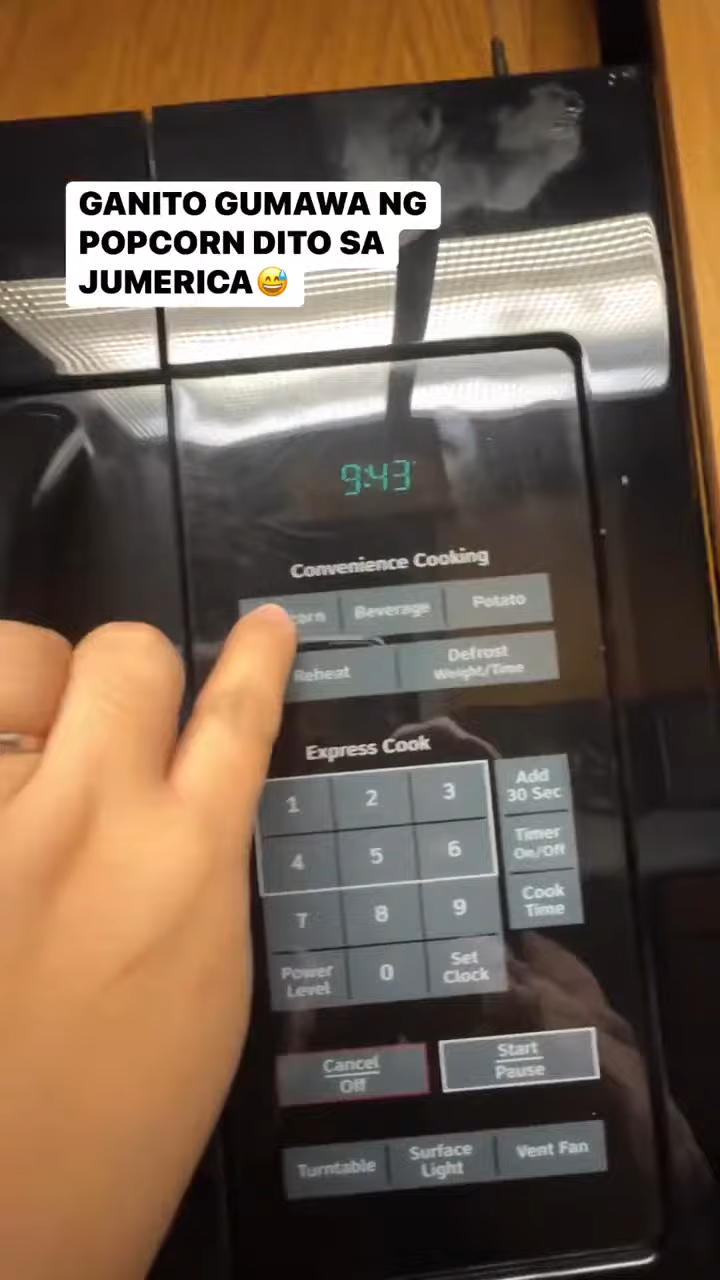 GANITO GUMAWA NG
POPCORN DITO SA
JUMERICA😅
9:43
Convenience Cooking
Beverage Potato
Reheat Defrost
Weight/Time
Express Cook
1 2 3 Add
30 Sec
4 5 6 Timer
On/Off
7 8 9 Cook
Time
Power
Level 0 Set
Clock
Cancel
Off
Start
Pause
Turntable Surface
Light Vent Fan